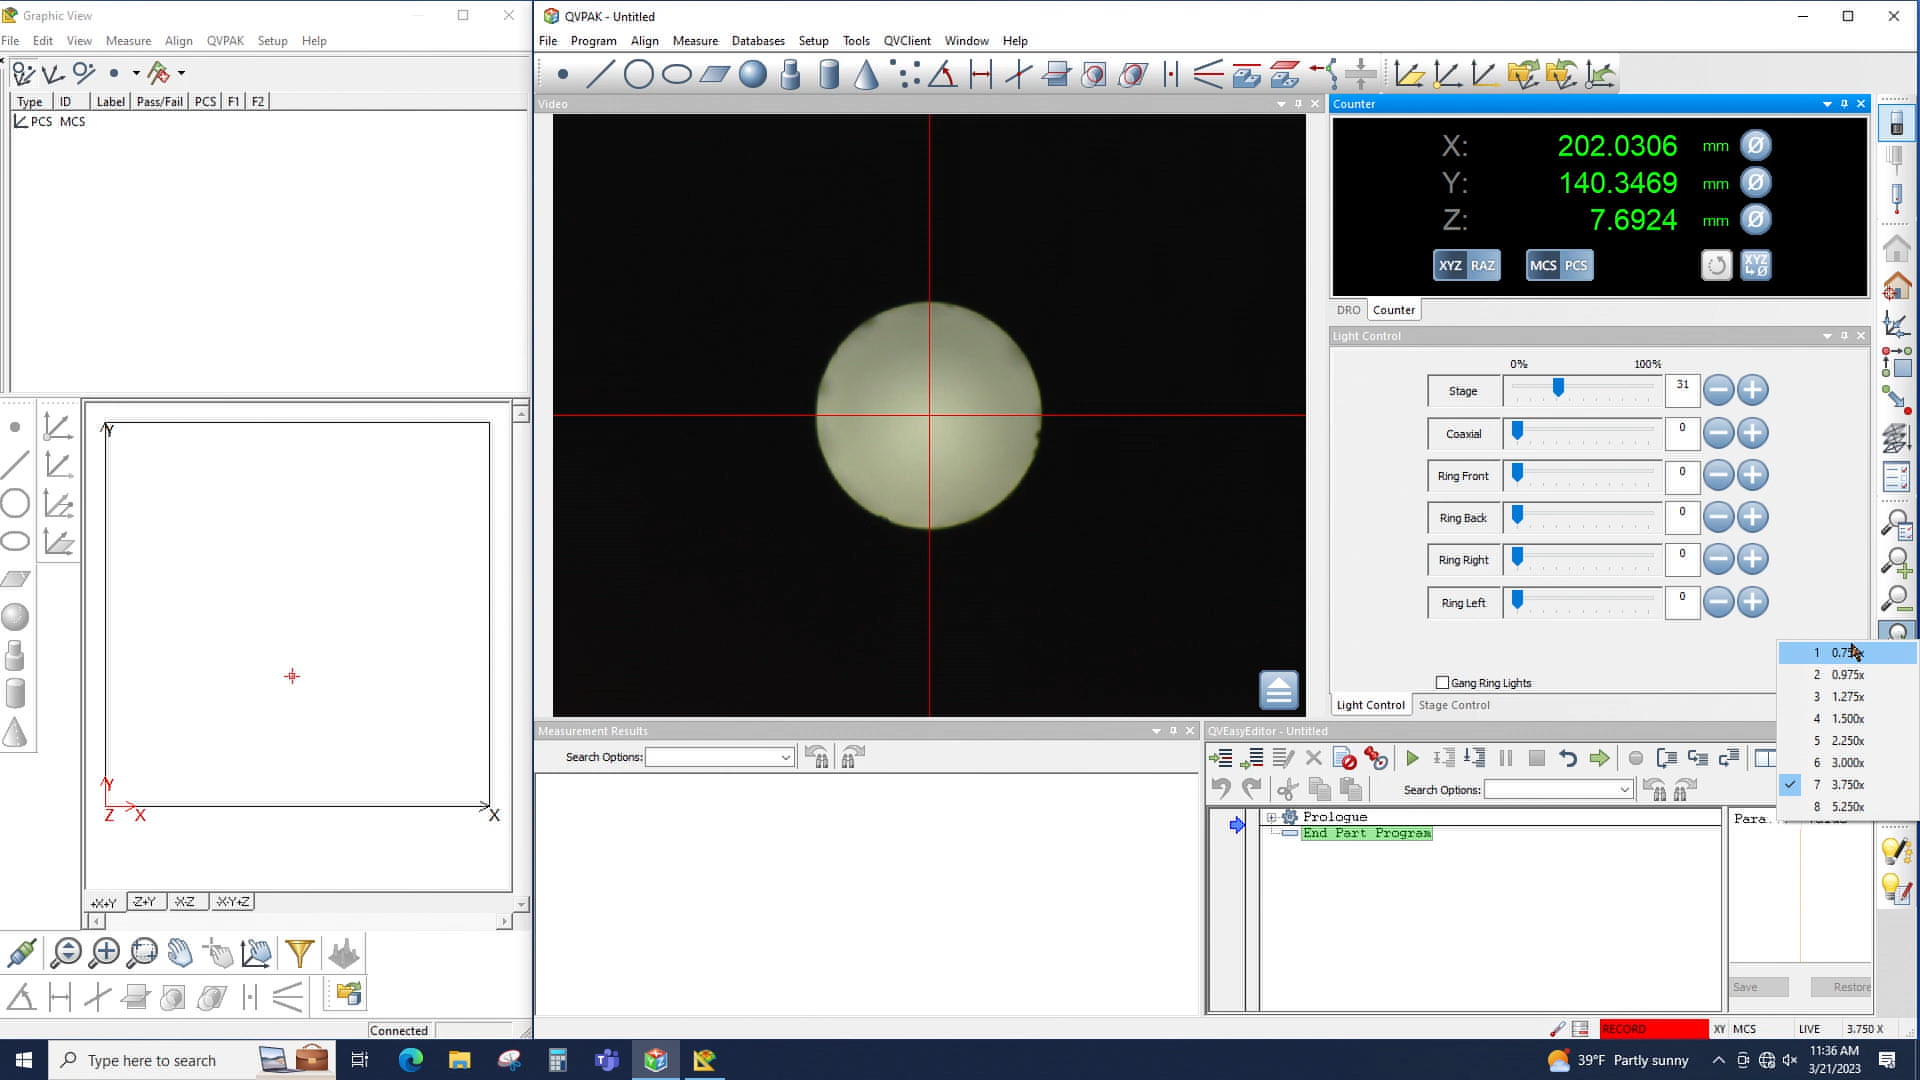 Graphic View
File Edit View Measure Align QVPAK Setup Help
Type ID Label Pass/Fail PCS F1 F2
PCS MCS
Y
Y
Z X
X
+X+Y -Z+Y -X-Z -X-Y+Z
Connected
QVPAK - Untitled
File Program Align Measure Databases Setup Tools QVClient Window Help
Video
Counter
X: 202.0306 mm
Y: 140.3469 mm
Z: 7.6924 mm
XYZ RAZ MCS PCS XYZ
DRO Counter
Light Control
0% 100%
Stage 31
Coaxial 0
Ring Front 0
Ring Back 0
Ring Right 0
Ring Left 0
Gang Ring Lights
Light Control Stage Control
1
2 0.975x
3 1.275x
4 1.500x
5 2.250x
6 3.000x
7 3.750x
8 5.250x
Measurement Results
Search Options:
QVEasyEditor - Untitled
Search Options:
Prologue
End Part Program
Save Restore
RECORD XY MCS LIVE 3.750 X
Type here to search
39°F Partly sunny
11:36 AM
3/21/2023